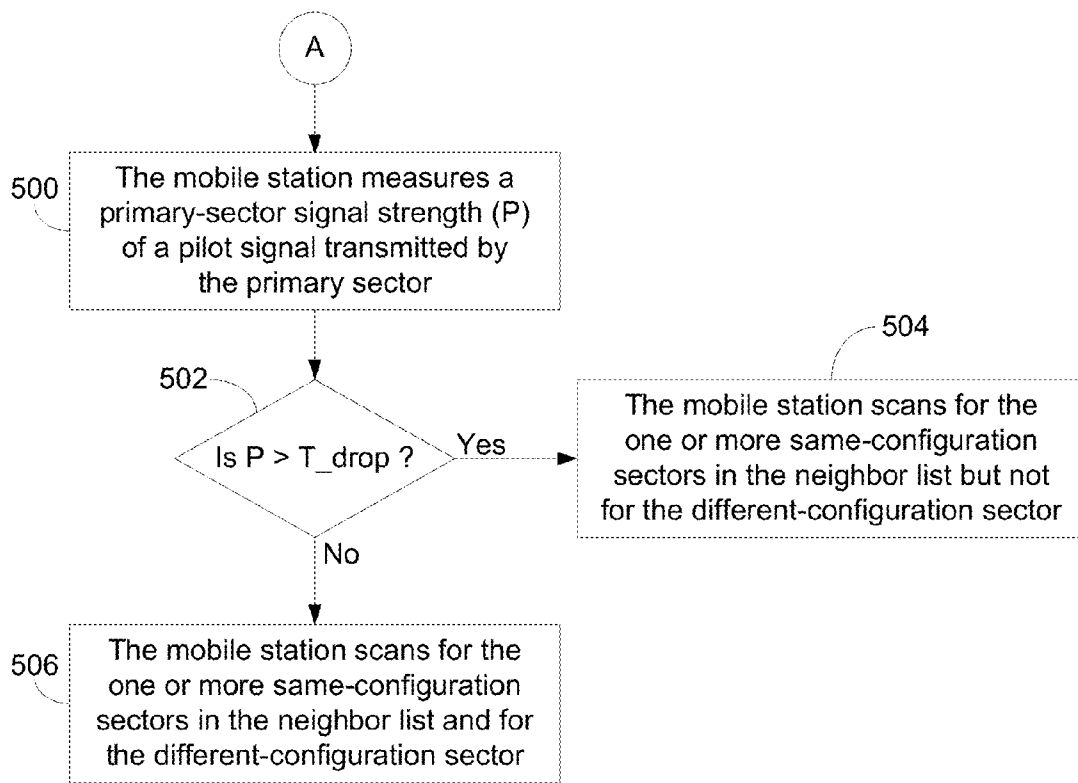 A
500
The mobile station measures a
primary-sector signal strength (P)
of a pilot signal transmitted by
the primary sector
502
Is P > T_drop ?
Yes
504
The mobile station scans for the
one or more same-configuration
sectors in the neighbor list but not
for the different-configuration sector
No
506
The mobile station scans for the
one or more same-configuration
sectors in the neighbor list and for
the different-configuration sector